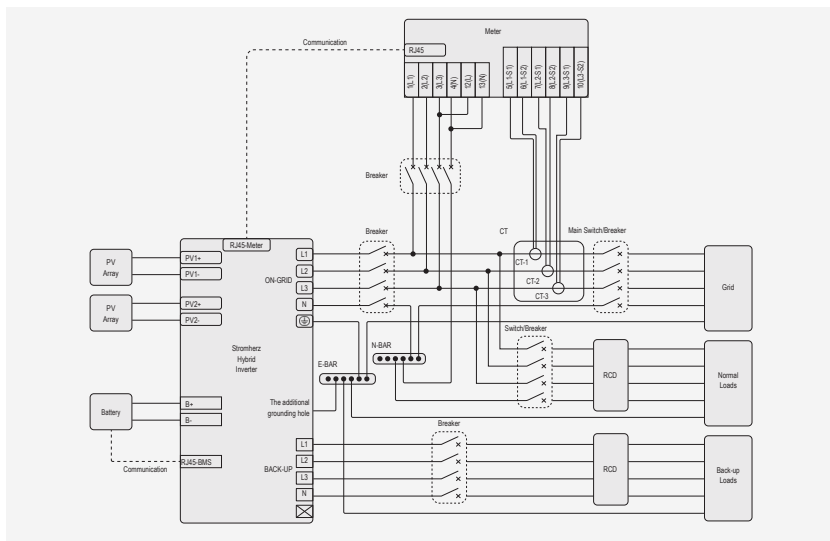 Meter
Communication
RJ45
1(L1)
2(L2)
3(L3)
4(N)
12(L)
13(N)
5(L1-S1)
6(L1-S2)
7(L2-S1)
8(L2-S2)
9(L3-S1)
10(L3-S2)
Breaker
Breaker
CT
Main Switch/Breaker
RJ45-Meter
PV
Array
PV1+
PV1-
ON-GRID
L1
L2
L3
N
CT-1
CT-2
CT-3
Grid
PV
Array
PV2+
PV2-
Switch/Breaker
Stromherz
Hybrid
Inverter
N-BAR
E-BAR
RCD
Normal
Loads
Battery
B+
B-
The additional
grounding hole
Breaker
RJ45-BMS
Communication
BACK-UP
L1
L2
L3
N
RCD
Back-up
Loads